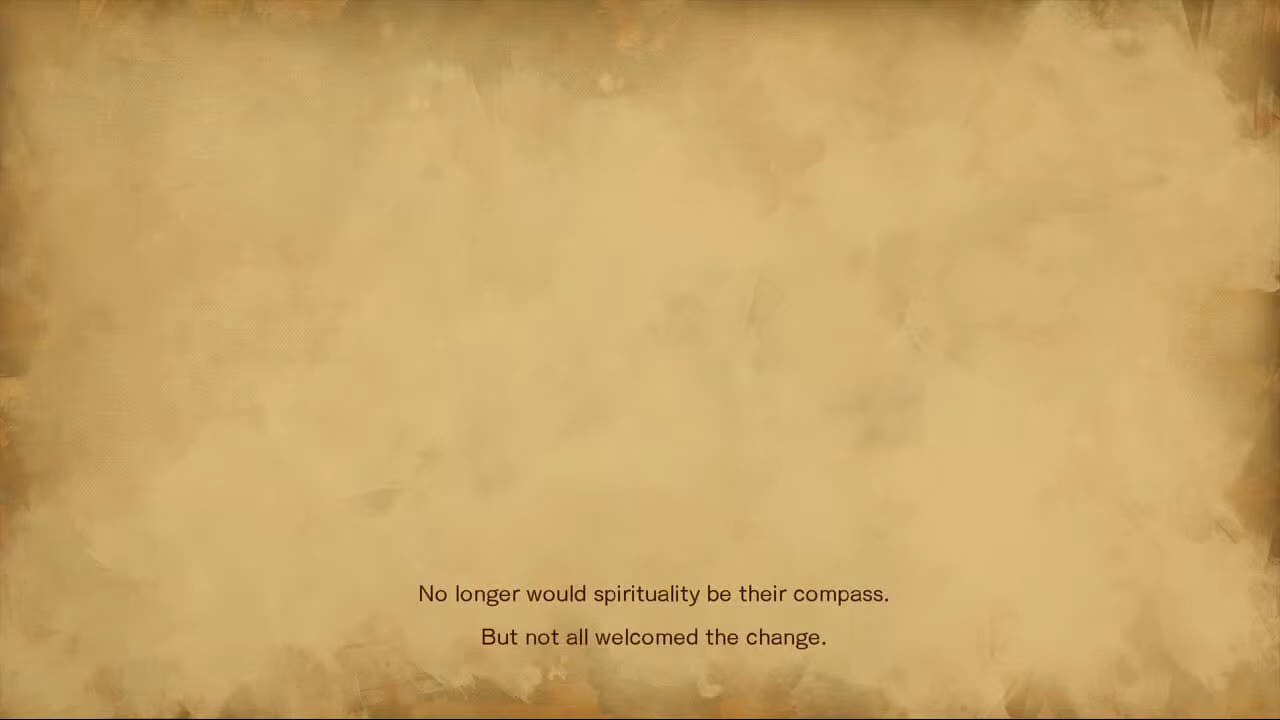 No longer would spirituality be their compass.
But not all welcomed the change.